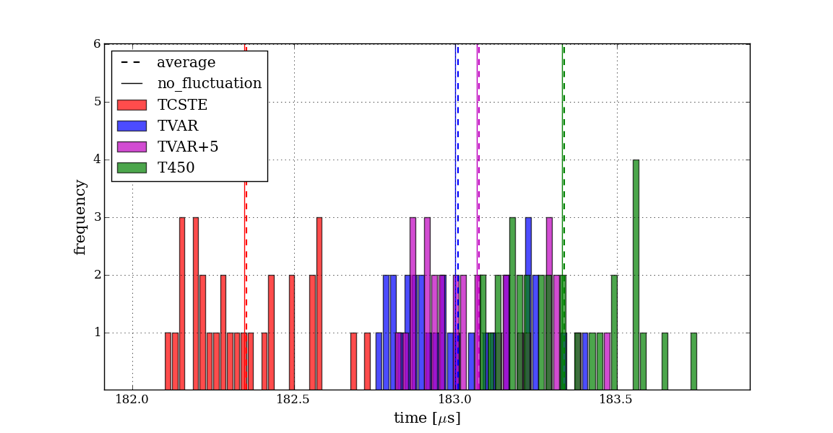 6
5
4
3
2
1
frequency
average
no_fluctuation
TCSTE
TVAR
TVAR+5
T450
182.0 182.5 183.0 183.5
time [μs]